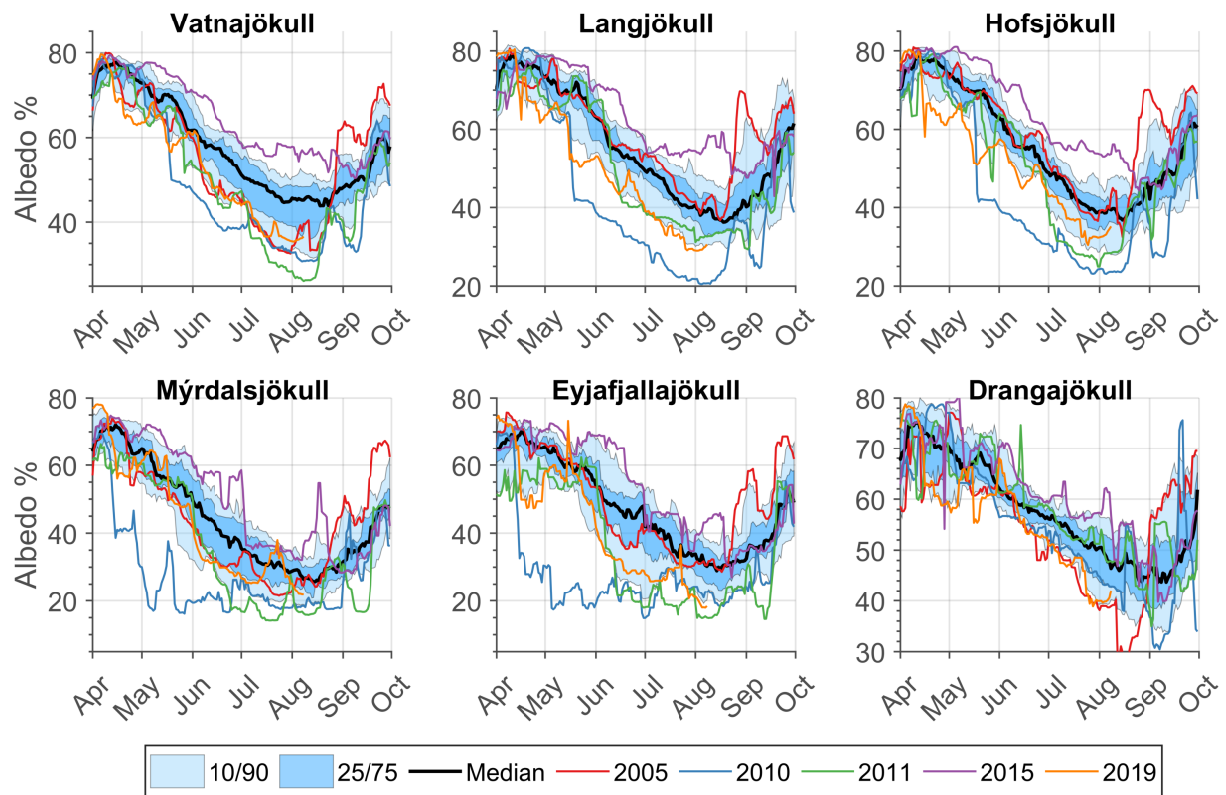 Vatnajökull Langjökull Hofsjökull
80 80 80
60 60 60
40 40 40
20 20
Albedo %
Apr May Jun Jul Aug Sep Oct Apr May Jun Jul Aug Sep Oct Apr May Jun Jul Aug Sep Oct
Mýrdalsjökull Eyjafjallajökull Drangajökull
80 80 80
70
60 60 60
50
40 40 40
20 20 30
Albedo %
Apr May Jun Jul Aug Sep Oct Apr May Jun Jul Aug Sep Oct Apr May Jun Jul Aug Sep Oct
10/90 25/75 Median 2005 2010 2011 2015 2019